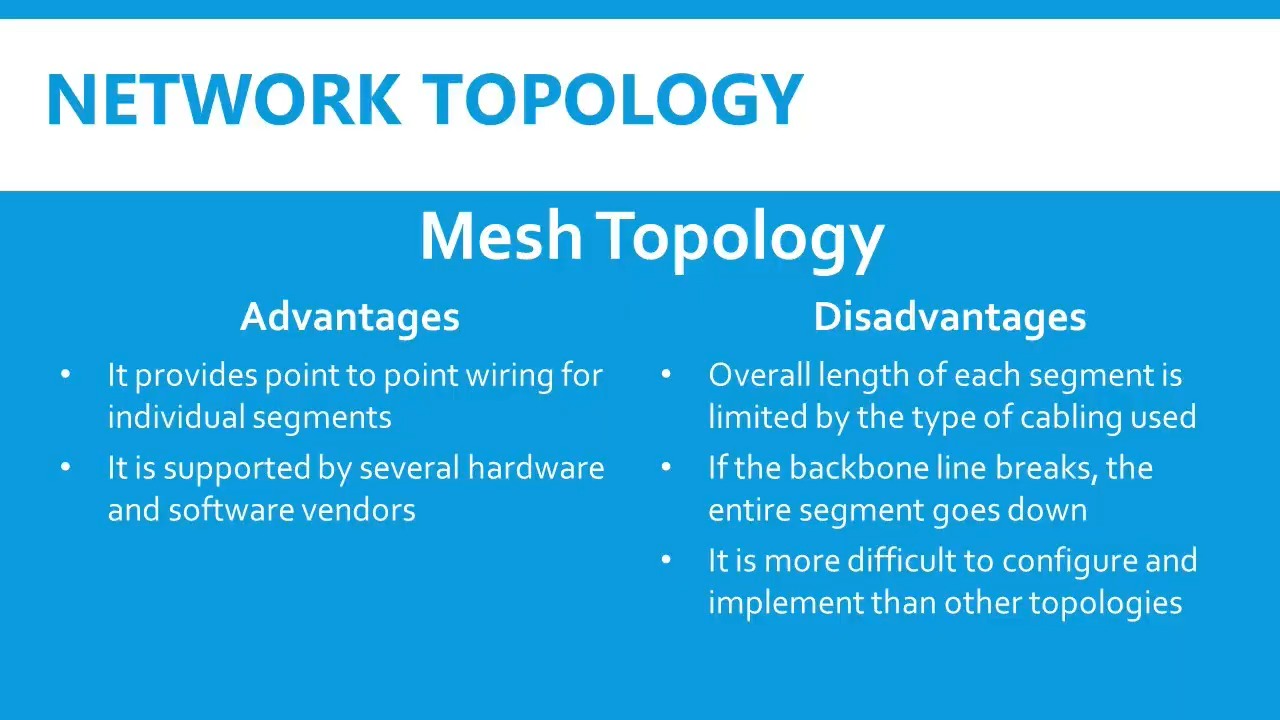 NETWORK TOPOLOGY
Mesh Topology
Advantages
• It provides point to point wiring for
individual segments
• It is supported by several hardware
and software vendors
Disadvantages
• Overall length of each segment is
limited by the type of cabling used
• If the backbone line breaks, the
entire segment goes down
• It is more difficult to configure and
implement than other topologies